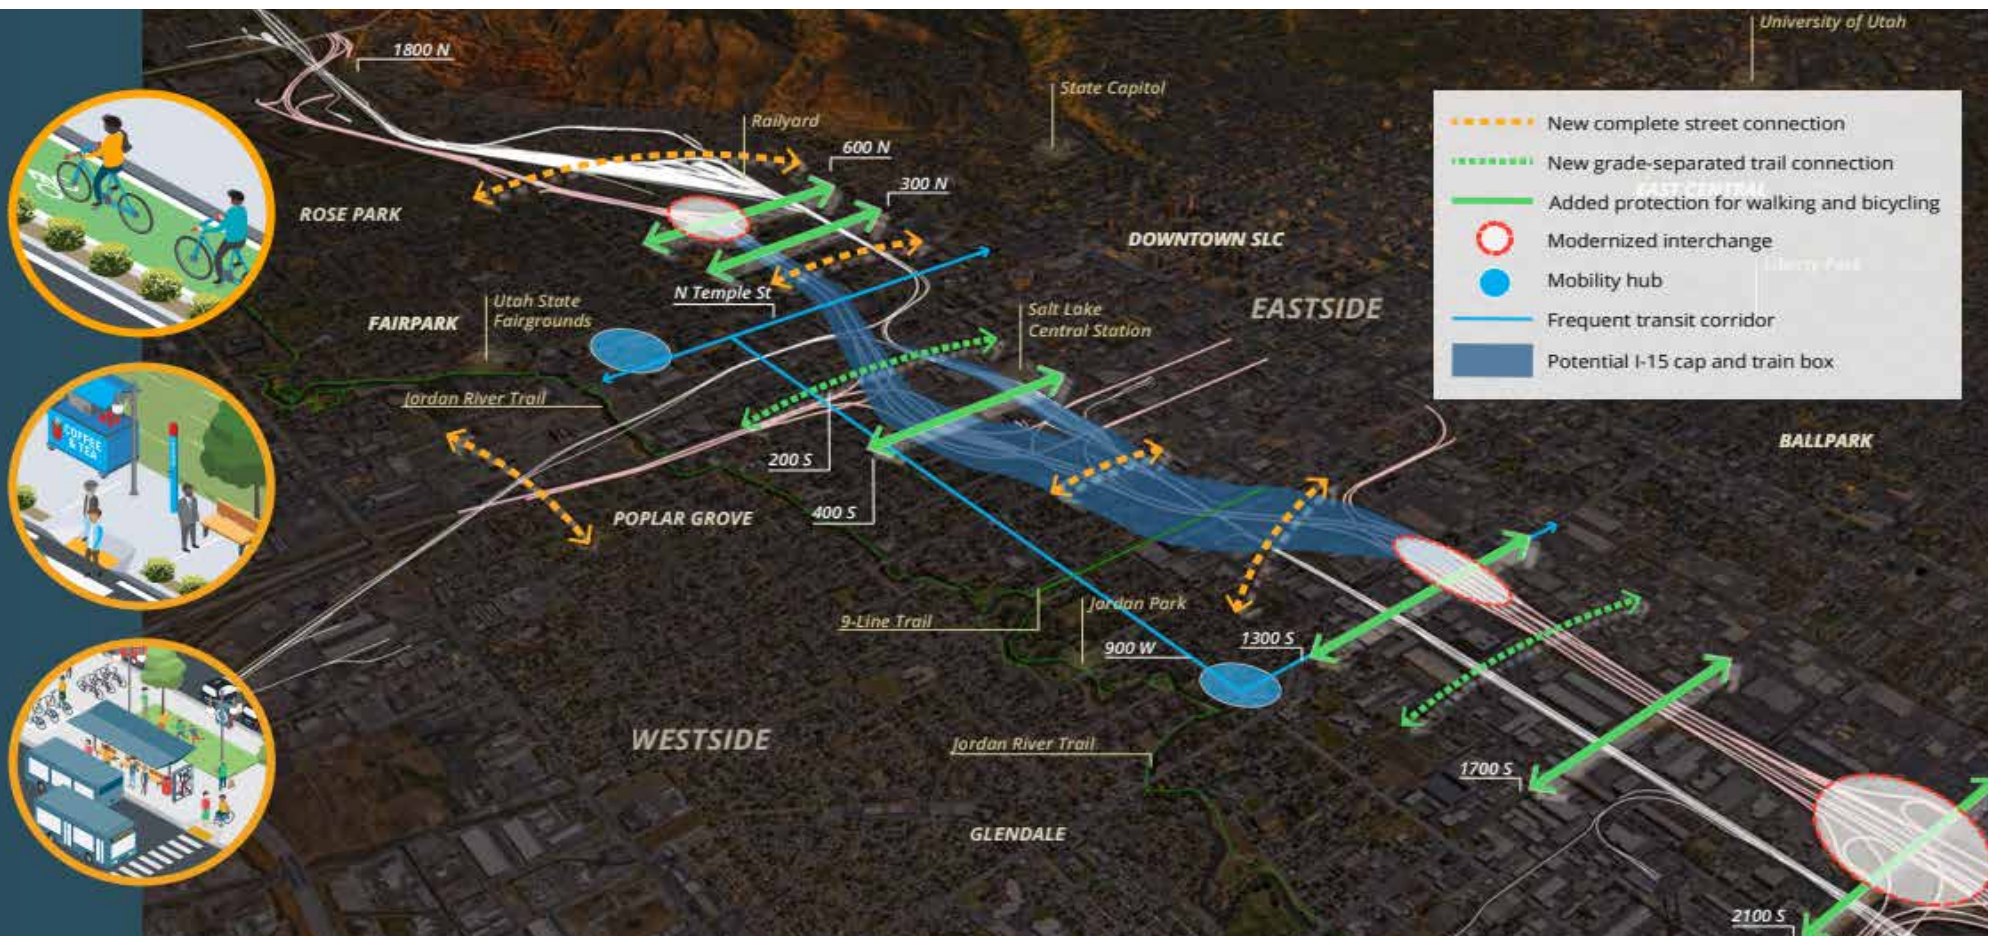 University of Utah
1800 N
State Capitol
Railyard
600 N
300 N
ROSE PARK
DOWNTOWN SLC
New complete street connection
New grade-separated trail connection
EAST CENTRAL
Added protection for walking and bicycling
Modernized interchange
Liberty Park
Mobility hub
Frequent transit corridor
Potential I-15 cap and train box
N Temple St
Utah State
Fairgrounds
FAIRPARK
Salt Lake
Central Station
EASTSIDE
Jordan River Trail
COFFEE
& TEA
200 S
BALLPARK
400 S
POPLAR GROVE
Jordan Park
9-Line Trail
900 W
1300 S
WESTSIDE
Jordan River Trail
1700 S
GLENDALE
2100 S